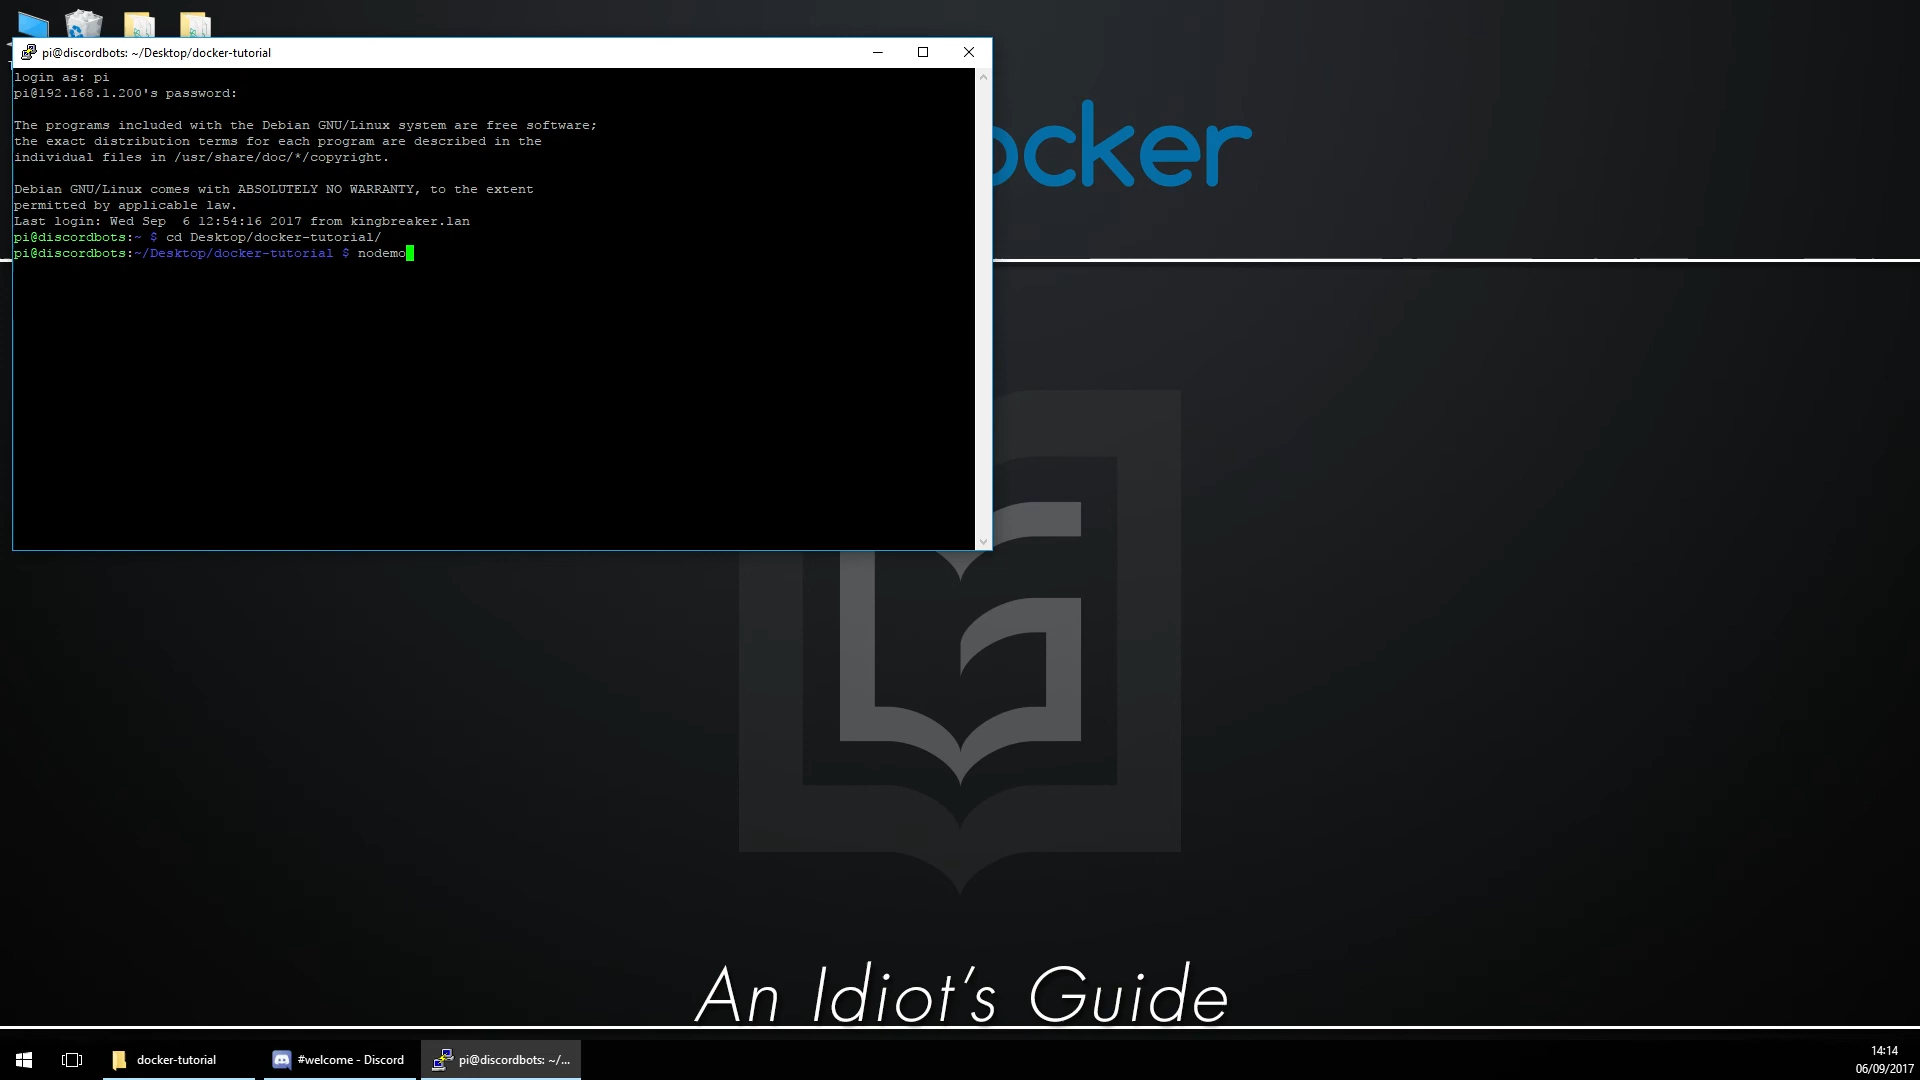 pi@discordbots: ~/Desktop/docker-tutorial
login as: pi
pi@192.168.1.200's password:
The programs included with the Debian GNU/Linux system are free software;
the exact distribution terms for each program are described in the
individual files in /usr/share/doc/*/copyright.
Debian GNU/Linux comes with ABSOLUTELY NO WARRANTY, to the extent
permitted by applicable law.
Last login: Wed Sep  6 12:54:16 2017 from kingbreaker.lan
pi@discordbots:~ $ cd Desktop/docker-tutorial/
pi@discordbots:~/Desktop/docker-tutorial $ nodemo
ocker
An Idiot's Guide
docker-tutorial
#welcome - Discord
pi@discordbots: ~/...
14:14
06/09/2017